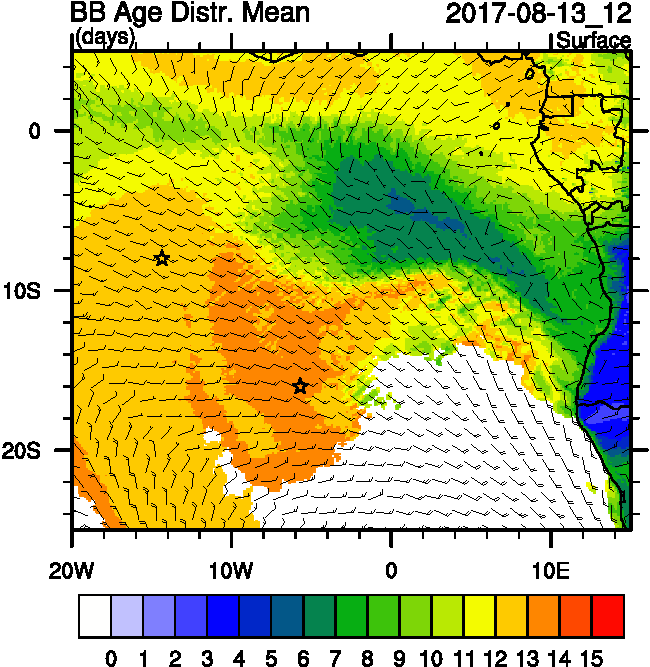 BB Age Distr. Mean 2017-08-13_12
(days) Surface
0
10S
20S
20W 10W 0 10E
0 1 2 3 4 5 6 7 8 9 10 11 12 13 14 15